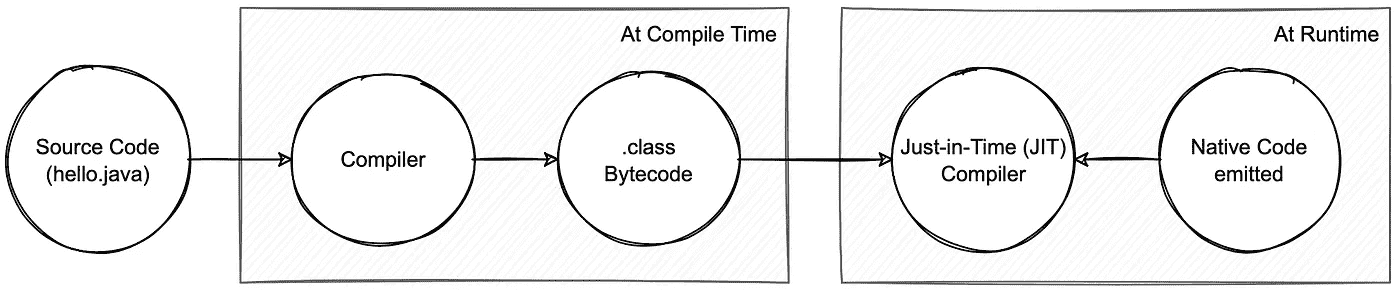 At Compile Time
At Runtime
Source Code
(hello.java)
Compiler
.class
Bytecode
Just-in-Time (JIT)
Compiler
Native Code
emitted